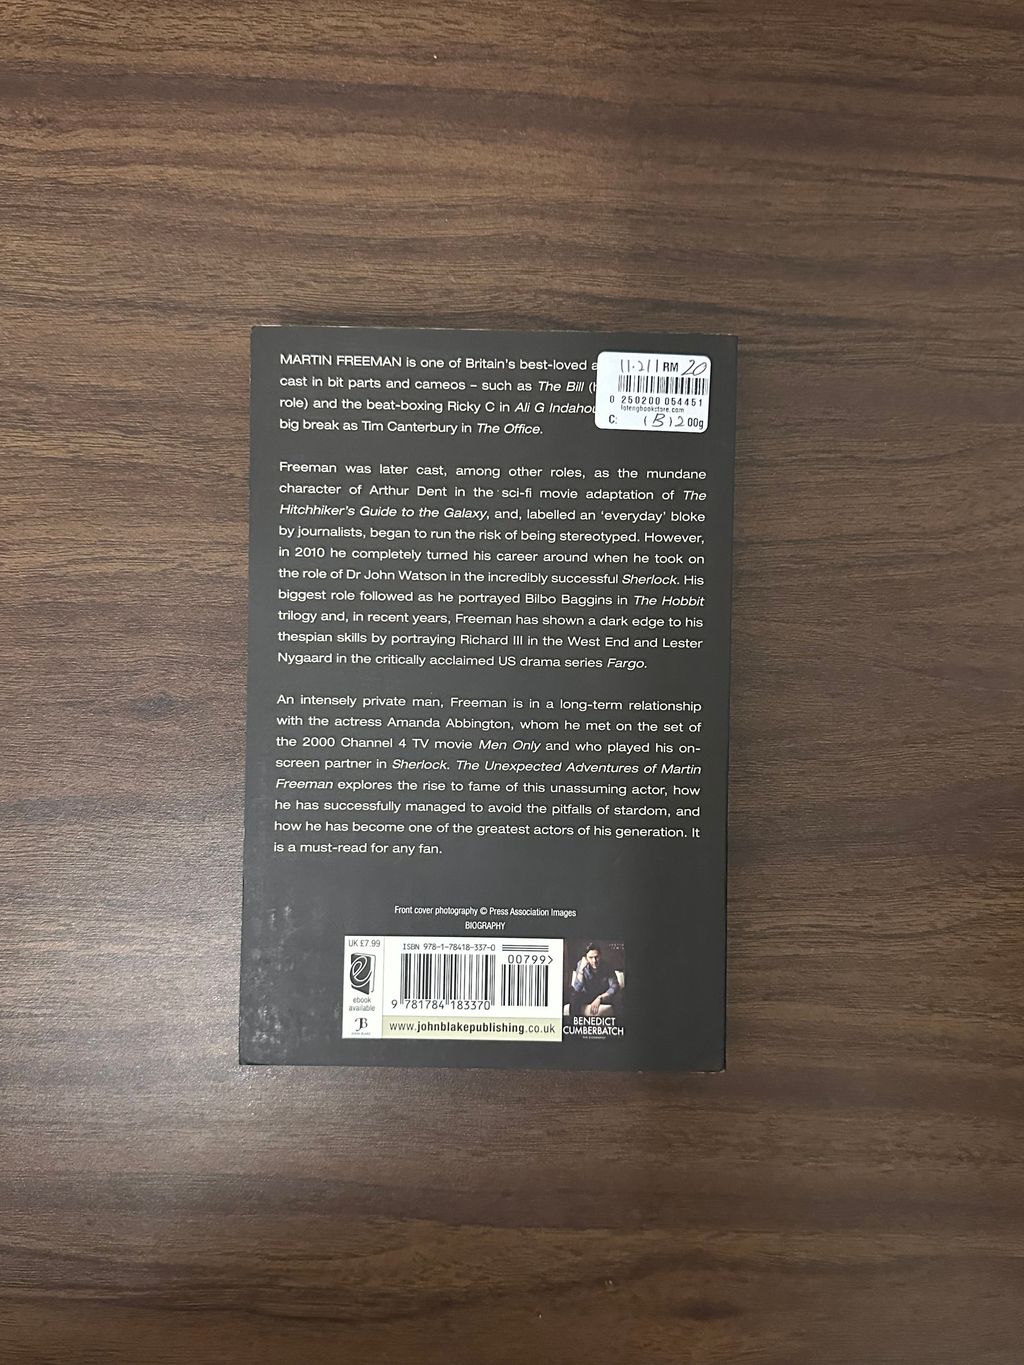 MARTIN FREEMAN is one of Britain's best-loved
cast in bit parts and cameos – such as The Bill
role) and the beat-boxing Ricky C in Ali G
big break as Tim Canterbury in The Office.
11.21 RM 20
0 250200 054451
lotengbookstore.com
C: (B) 200g
Freeman was later cast, among other roles, as the mundane
character of Arthur Dent in the sci-fi movie adaptation of The
Hitchhiker's Guide to the Galaxy, and, labelled an 'everyday' bloke
by journalists, began to run the risk of being stereotyped. However,
in 2010 he completely turned his career around when he took on
the role of Dr John Watson in the incredibly successful Sherlock. His
biggest role followed as he portrayed Bilbo Baggins in The Hobbit
trilogy and, in recent years, Freeman has shown a dark edge to his
thespian skills by portraying Richard III in the West End and Lester
Nygaard in the critically acclaimed US drama series Fargo.
An intensely private man, Freeman is in a long-term relationship
with the actress Amanda Abbington, whom he met on the set of
the 2000 Channel 4 TV movie Men Only and who played his on-
screen partner in Sherlock. The Unexpected Adventures of Martin
Freeman explores the rise to fame of this unassuming actor, how
he has successfully managed to avoid the pitfalls of stardom, and
how he has become one of the greatest actors of his generation. It
is a must-read for any fan.
Front cover photography © Press Association Images
BIOGRAPHY
UK £7.99
ebook
available
JB
ISBN 978-1-78418-337-0
00799>
9 781784 183370
www.johnblakepublishing.co.uk
BENEDICT
CUMBERBATCH
THE BIOGRAPHY